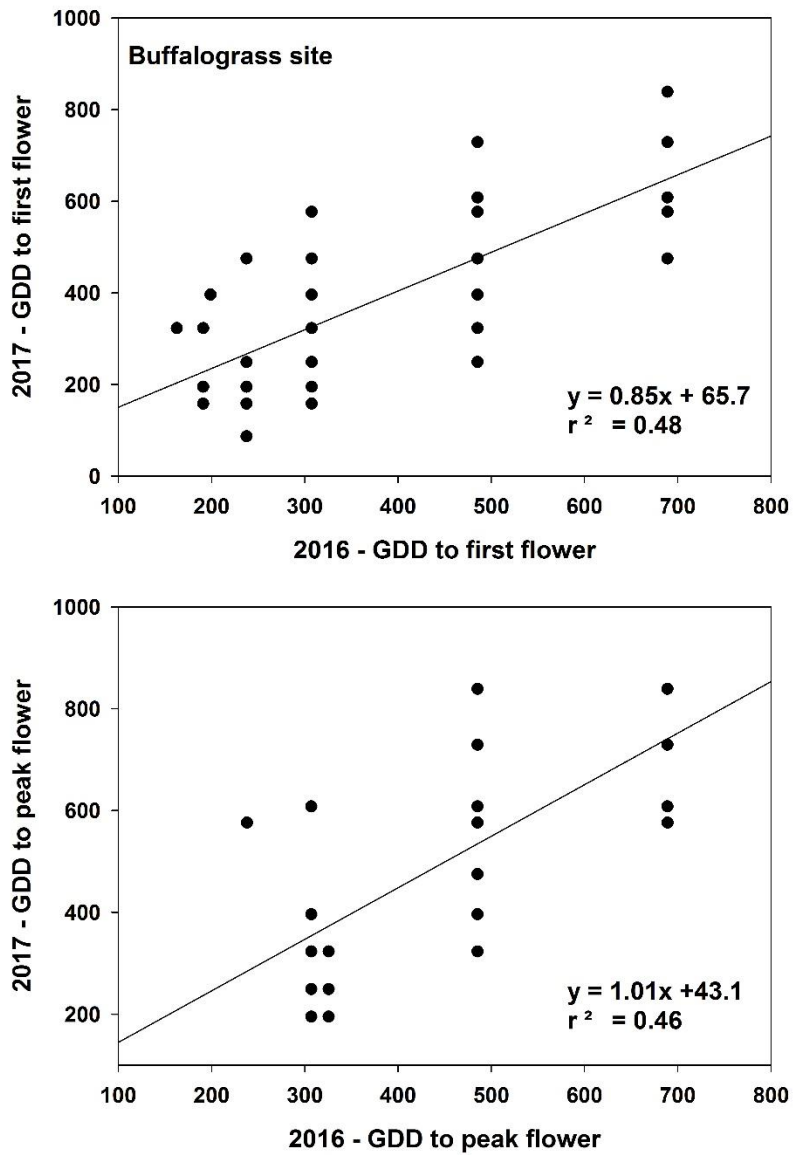 1000
Buffalograss site
800
600
400
200
0
2017 - GDD to first flower
y = 0.85x + 65.7
r ² = 0.48
100 200 300 400 500 600 700 800
2016 - GDD to first flower
1000
800
600
400
200
2017 - GDD to peak flower
y = 1.01x +43.1
r ² = 0.46
100 200 300 400 500 600 700 800
2016 - GDD to peak flower